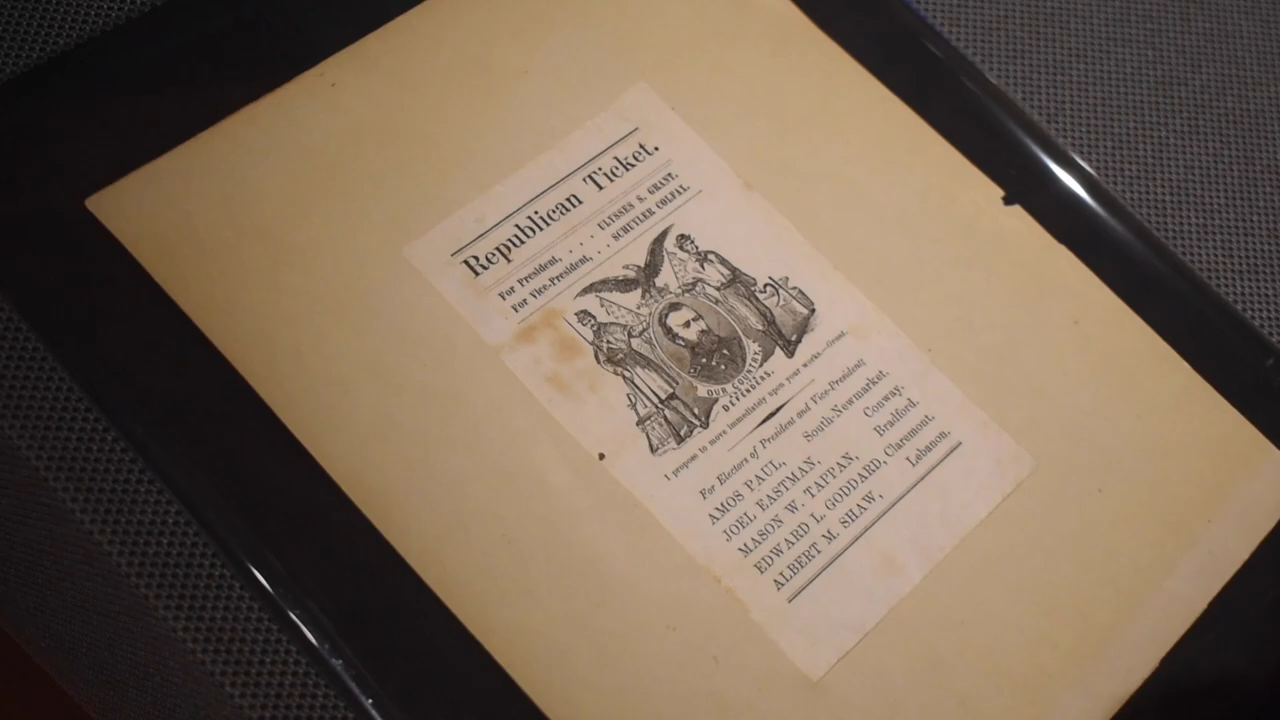 Republican Ticket.
For President, . . . ULYSSES S. GRANT.
For Vice-President, . . SCHUYLER COLFAX.
OUR COUNTRY'S
DEFENDERS.
I propose to move immediately upon your works.—Grant.
For Electors of President and Vice-President:
AMOS PAUL, South-Newmarket.
JOEL EASTMAN, Conway.
MASON W. TAPPAN, Bradford.
EDWARD L. GODDARD, Claremont.
ALBERT M. SHAW, Lebanon.